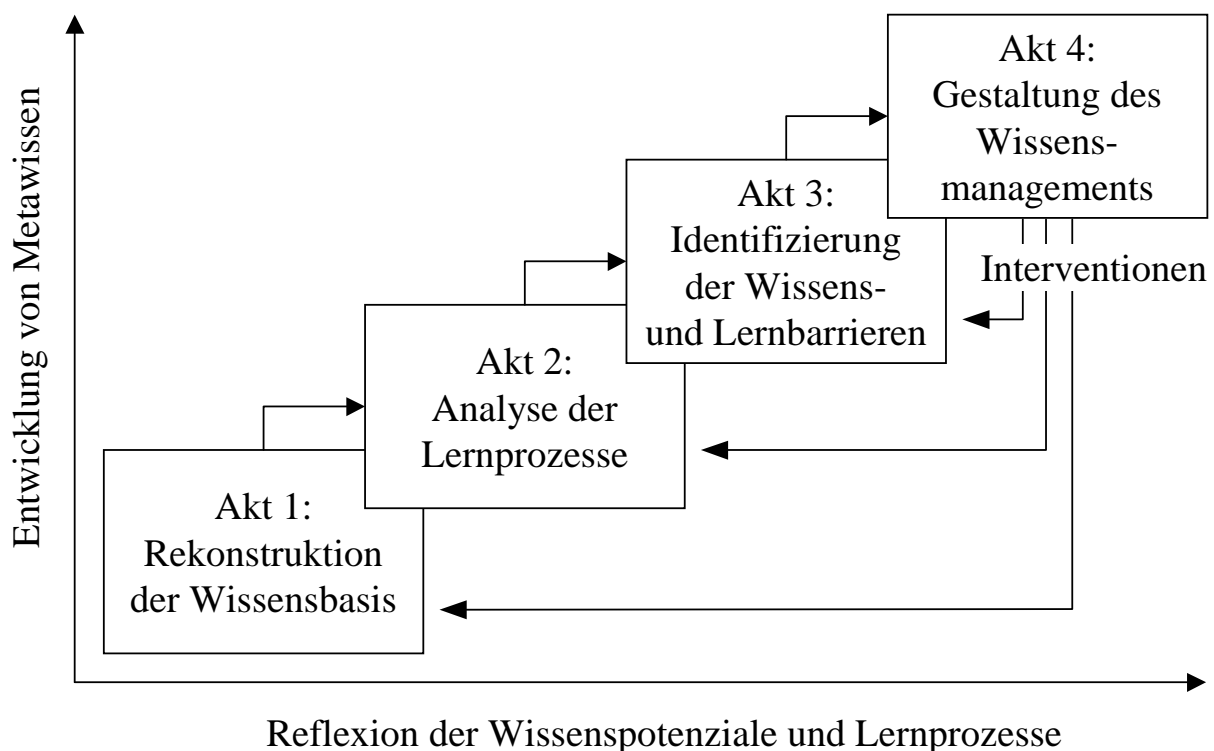 Entwicklung von Metawissen
Akt 4:
Gestaltung des
Wissens-
managements
Akt 3:
Identifizierung
der Wissens-
und Lernbarrieren
Interventionen
Akt 2:
Analyse der
Lernprozesse
Akt 1:
Rekonstruktion
der Wissensbasis
Reflexion der Wissenspotenziale und Lernprozesse